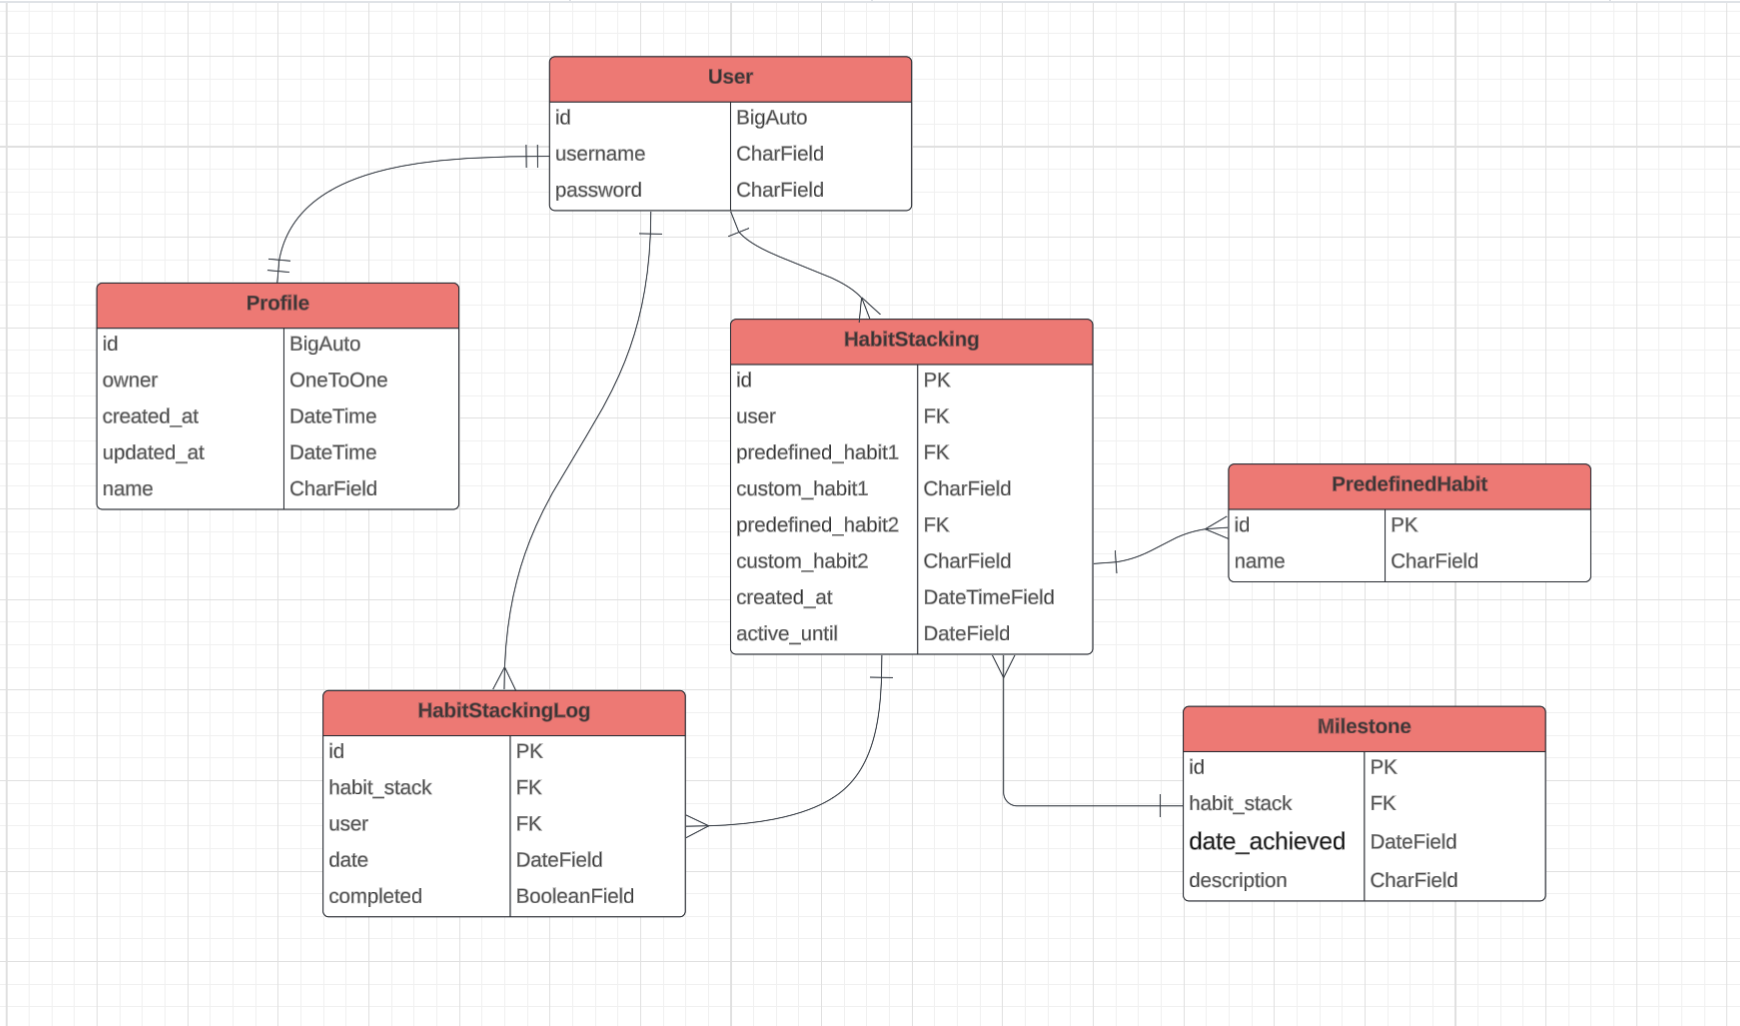 User
id BigAuto
username CharField
password CharField
Profile
id BigAuto
owner OneToOne
created_at DateTime
updated_at DateTime
name CharField
HabitStacking
id PK
user FK
predefined_habit1 FK
custom_habit1 CharField
predefined_habit2 FK
custom_habit2 CharField
created_at DateTimeField
active_until DateField
PredefinedHabit
id PK
name CharField
HabitStackingLog
id PK
habit_stack FK
user FK
date DateField
completed BooleanField
Milestone
id PK
habit_stack FK
date_achieved DateField
description CharField